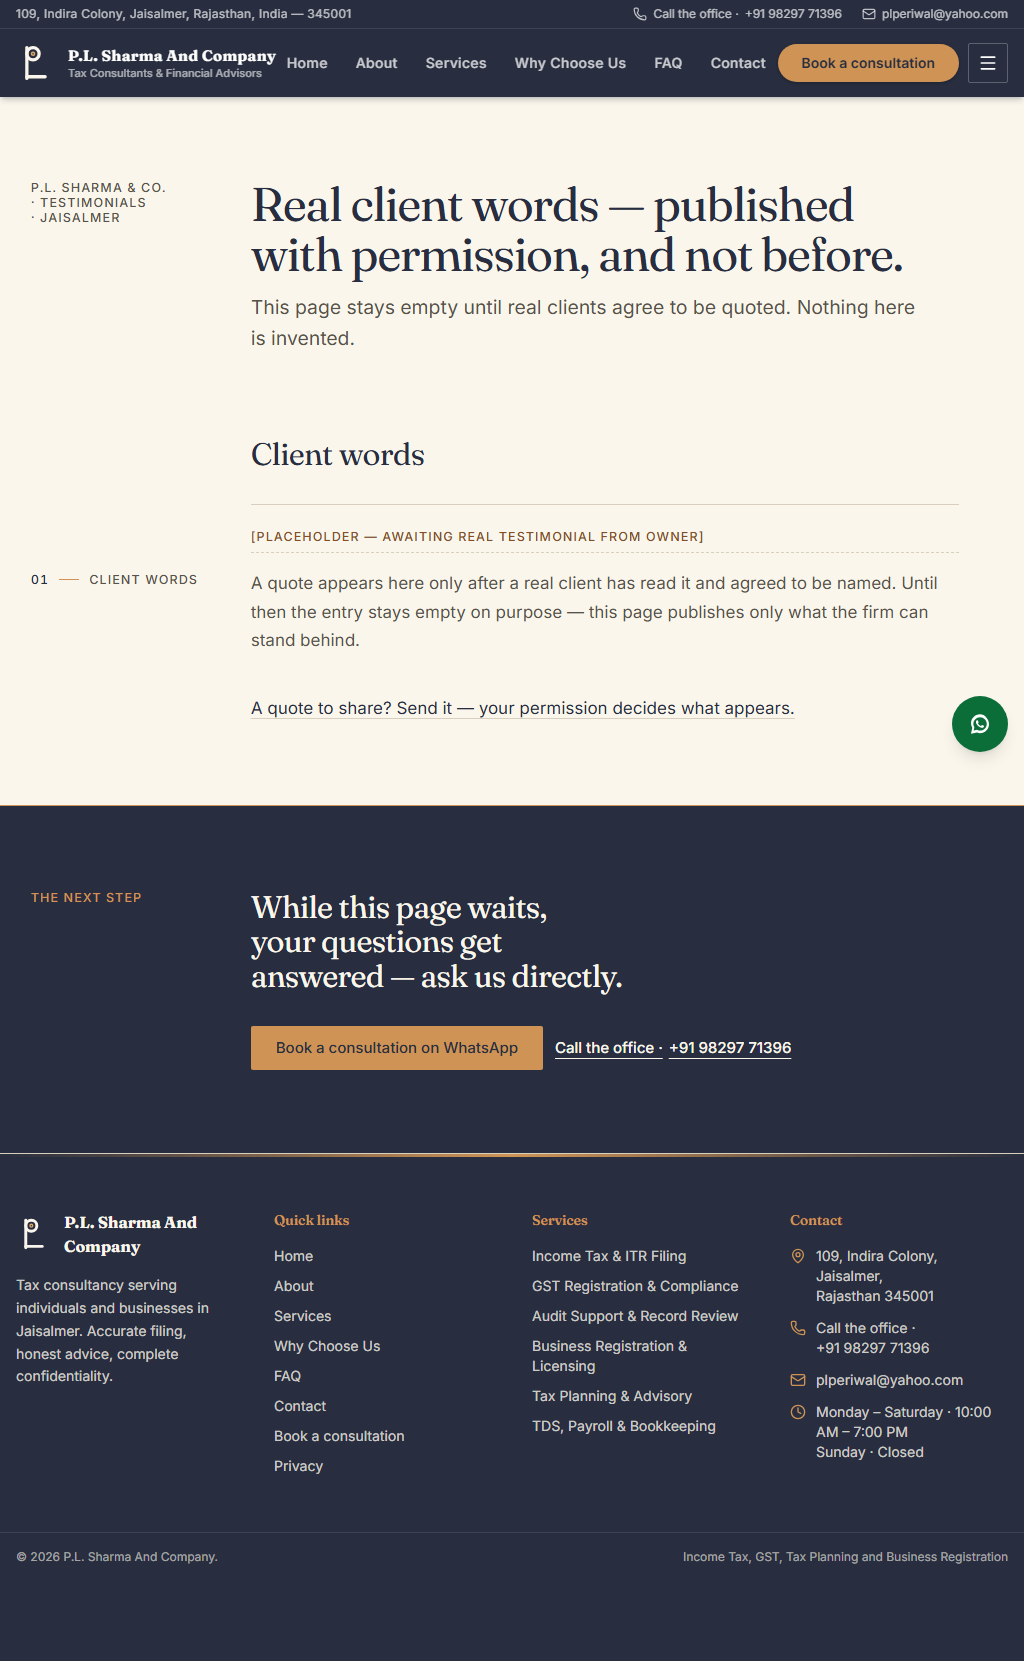 109, Indira Colony, Jaisalmer, Rajasthan, India — 345001
Call the office · +91 98297 71396
plperiwal@yahoo.com
P.L. Sharma And Company
Tax Consultants & Financial Advisors
Home
About
Services
Why Choose Us
FAQ
Contact
Book a consultation
P.L. SHARMA & CO.
· TESTIMONIALS
· JAISALMER
Real client words — published
with permission, and not before.
This page stays empty until real clients agree to be quoted. Nothing here
is invented.
Client words
[PLACEHOLDER — AWAITING REAL TESTIMONIAL FROM OWNER]
01 — CLIENT WORDS
A quote appears here only after a real client has read it and agreed to be named. Until
then the entry stays empty on purpose — this page publishes only what the firm can
stand behind.
A quote to share? Send it — your permission decides what appears.
THE NEXT STEP
While this page waits,
your questions get
answered — ask us directly.
Book a consultation on WhatsApp
Call the office · +91 98297 71396
P.L. Sharma And
Company
Tax consultancy serving
individuals and businesses in
Jaisalmer. Accurate filing,
honest advice, complete
confidentiality.
Quick links
Home
About
Services
Why Choose Us
FAQ
Contact
Book a consultation
Privacy
Services
Income Tax & ITR Filing
GST Registration & Compliance
Audit Support & Record Review
Business Registration &
Licensing
Tax Planning & Advisory
TDS, Payroll & Bookkeeping
Contact
109, Indira Colony,
Jaisalmer,
Rajasthan 345001
Call the office ·
+91 98297 71396
plperiwal@yahoo.com
Monday – Saturday · 10:00
AM – 7:00 PM
Sunday · Closed
© 2026 P.L. Sharma And Company.
Income Tax, GST, Tax Planning and Business Registration